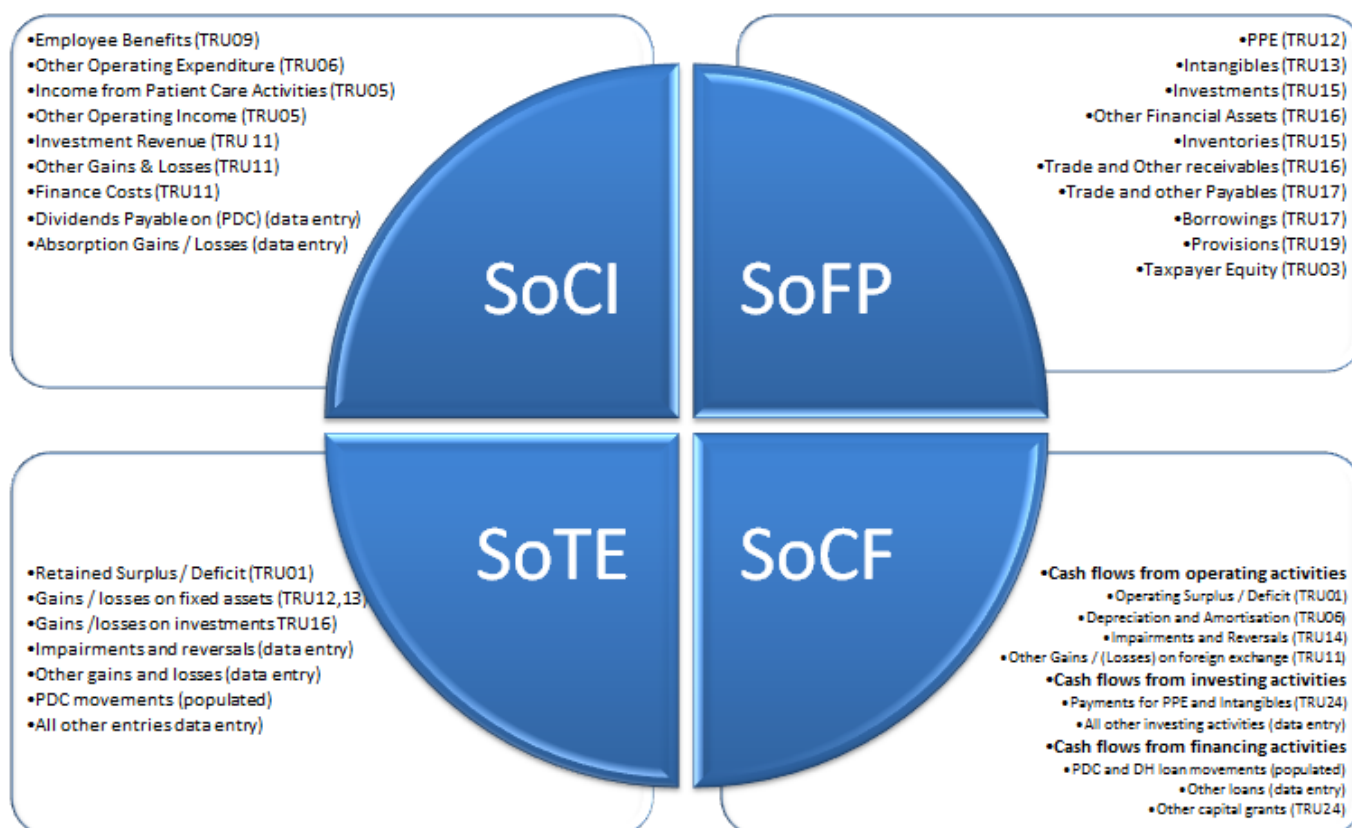 •Employee Benefits (TRU09)
•Other Operating Expenditure (TRU06)
•Income from Patient Care Activities (TRU05)
•Other Operating Income (TRU05)
•Investment Revenue (TRU 11)
•Other Gains & Losses (TRU11)
•Finance Costs (TRU11)
•Dividends Payable on (PDC) (data entry)
•Absorption Gains / Losses (data entry)
SoCI
•PPE (TRU12)
•Intangibles (TRU13)
•Investments (TRU15)
•Other Financial Assets (TRU16)
•Inventories (TRU15)
•Trade and Other receivables (TRU16)
•Trade and other Payables (TRU17)
•Borrowings (TRU17)
•Provisions (TRU19)
•Taxpayer Equity (TRU03)
SoFP
•Retained Surplus / Deficit (TRU01)
•Gains / losses on fixed assets (TRU12,13)
•Gains /losses on investments TRU16)
•Impairments and reversals (data entry)
•Other gains and losses (data entry)
•PDC movements (populated)
•All other entries data entry)
SoTE
SoCF
•Cash flows from operating activities
•Operating Surplus / Deficit (TRU01)
•Depreciation and Amortisation (TRU06)
•Impairments and Reversals (TRU14)
•Other Gains / (Losses) on foreign exchange (TRU11)
•Cash flows from investing activities
•Payments for PPE and Intangibles (TRU24)
•All other investing activities (data entry)
•Cash flows from financing activities
•PDC and DH loan movements (populated)
•Other loans (data entry)
•Other capital grants (TRU24)